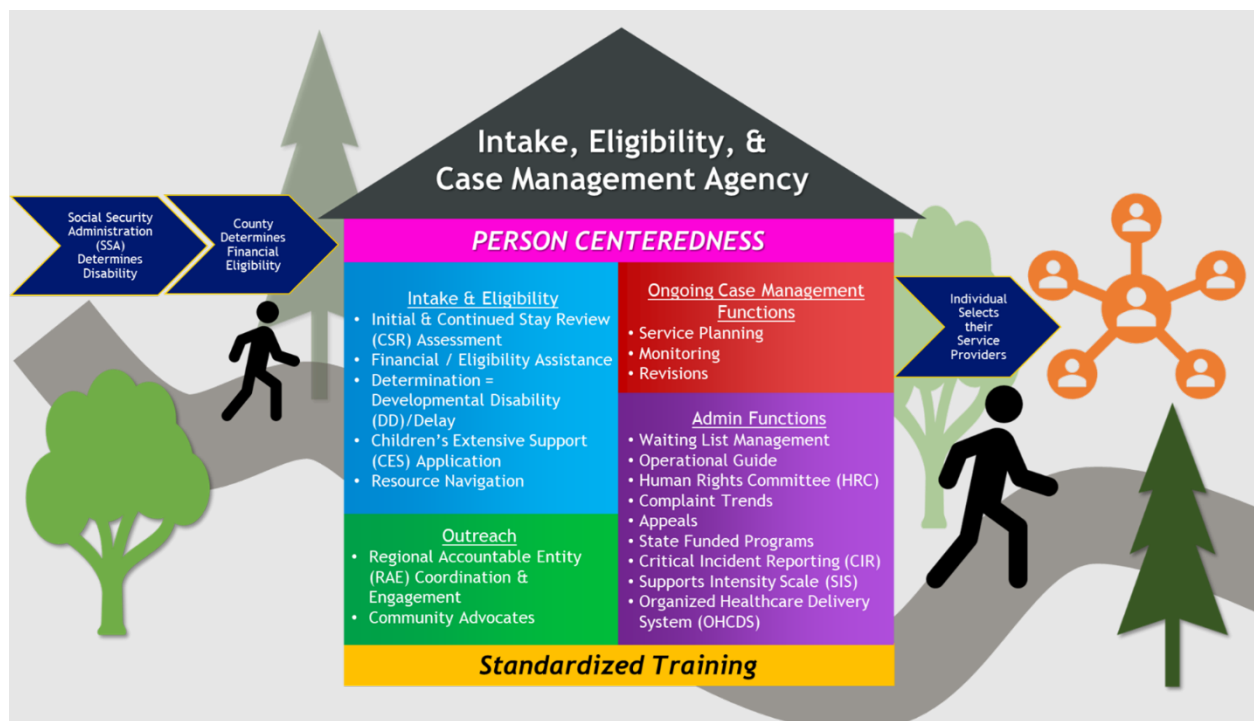 Intake, Eligibility, &
Case Management Agency
Social Security
Administration
(SSA)
Determines
Disability
County
Determines
Financial
Eligibility
PERSON CENTEREDNESS
Intake & Eligibility
• Initial & Continued Stay Review
(CSR) Assessment
• Financial / Eligibility Assistance
• Determination =
Developmental Disability
(DD)/Delay
• Children's Extensive Support
(CES) Application
• Resource Navigation
Outreach
• Regional Accountable Entity
(RAE) Coordination &
Engagement
• Community Advocates
Ongoing Case Management
Functions
• Service Planning
• Monitoring
• Revisions
Admin Functions
• Waiting List Management
• Operational Guide
• Human Rights Committee (HRC)
• Complaint Trends
• Appeals
• State Funded Programs
• Critical Incident Reporting (CIR)
• Supports Intensity Scale (SIS)
• Organized Healthcare Delivery
System (OHCDS)
Individual
Selects
their
Service
Providers
Standardized Training